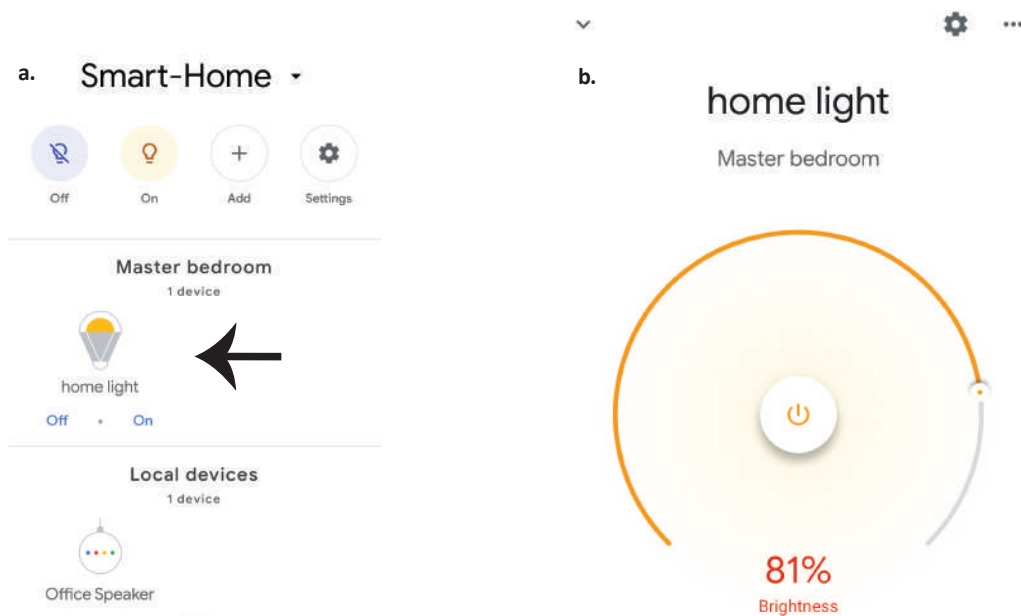 a.
Smart-Home
Off
On
Add
Settings
Master bedroom
1 device
home light
Off • On
Local devices
1 device
Office Speaker
b.
home light
Master bedroom
81%
Brightness